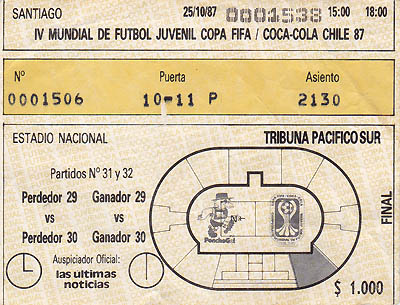 SANTIAGO 25/10/87 0001538 15:00 18:00
IV MUNDIAL DE FUTBOL JUVENIL COPA FIFA / COCA-COLA CHILE 87
Nº Puerta Asiento
0001506 10-11 P 2130
ESTADIO NACIONAL TRIBUNA PACIFICO SUR
Partidos Nº 31 y 32
Perdedor 29 Ganador 29
vs vs
Perdedor 30 Ganador 30
PanchoGol
N
Auspiciador Oficial:
las ultimas
noticias
FINAL
$ 1.000